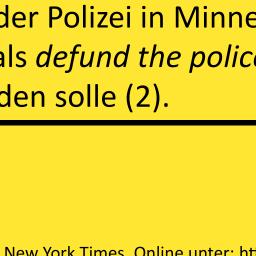 der Polizei in Minne
als defund the police
den solle (2).
New York Times. Online unter: htt